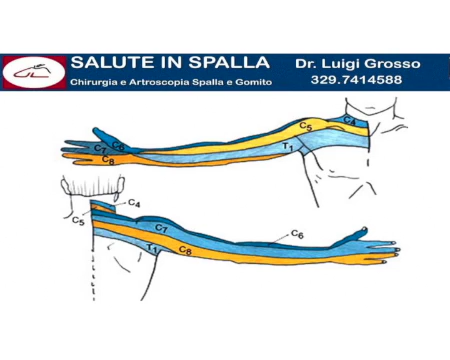 SALUTE IN SPALLA
Dr. Luigi Grosso
Chirurgia e Artroscopia Spalla e Gomito
329.7414588
C4
C5
C7
C6
C8
T1
C4
C5
C7
C6
T1
C8